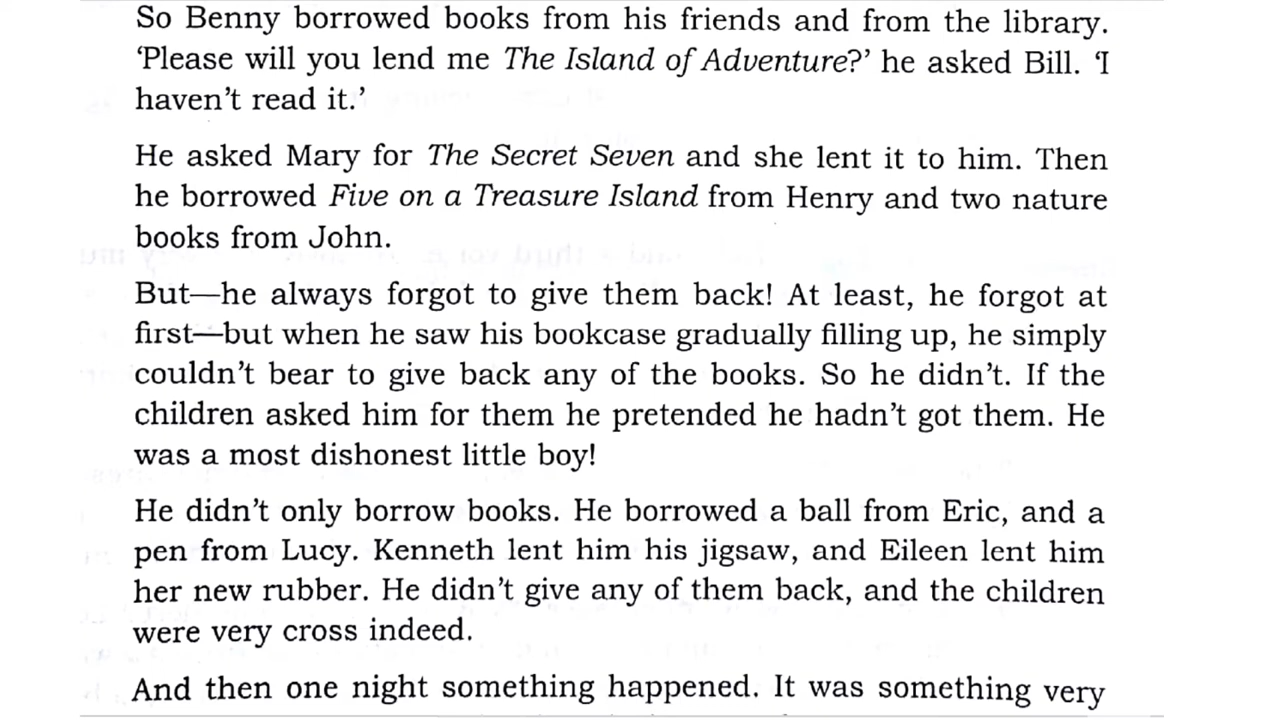 So Benny borrowed books from his friends and from the library.
‘Please will you lend me The Island of Adventure?’ he asked Bill. ‘I
haven’t read it.’
He asked Mary for The Secret Seven and she lent it to him. Then
he borrowed Five on a Treasure Island from Henry and two nature
books from John.
But—he always forgot to give them back! At least, he forgot at
first—but when he saw his bookcase gradually filling up, he simply
couldn’t bear to give back any of the books. So he didn’t. If the
children asked him for them he pretended he hadn’t got them. He
was a most dishonest little boy!
He didn’t only borrow books. He borrowed a ball from Eric, and a
pen from Lucy. Kenneth lent him his jigsaw, and Eileen lent him
her new rubber. He didn’t give any of them back, and the children
were very cross indeed.
And then one night something happened. It was something very